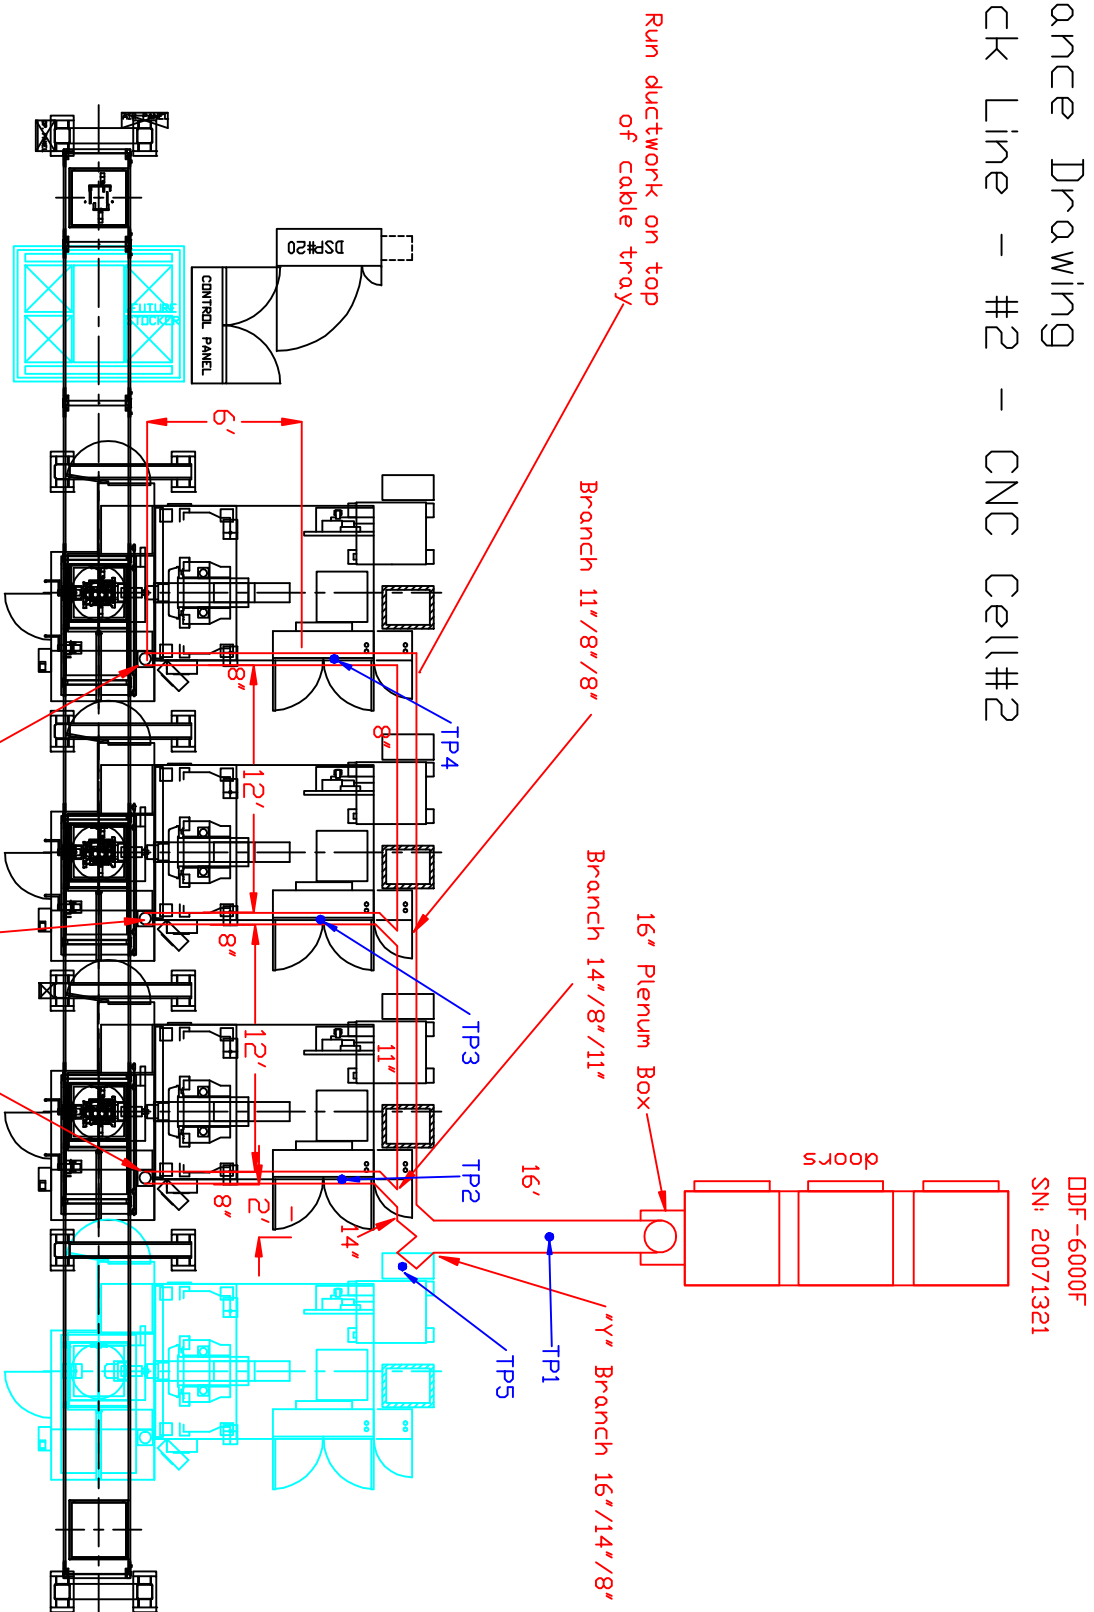 ance Drawing
ck Line - #2 - CNC Cell#2
Run ductwork on top
of cable tray
Branch 11"/8"/8"
Branch 14"/8"/11"
16" Plenum Box
"Y" Branch 16"/14"/8"
ODF-6000F
SN: 20071321
doors
DSP#20
CONTROL PANEL
FUTURE
STOCKER
6'
8"
12'
8"
8"
12'
11"
8"
2'
14"
16'
TP4
TP3
TP2
TP1
TP5